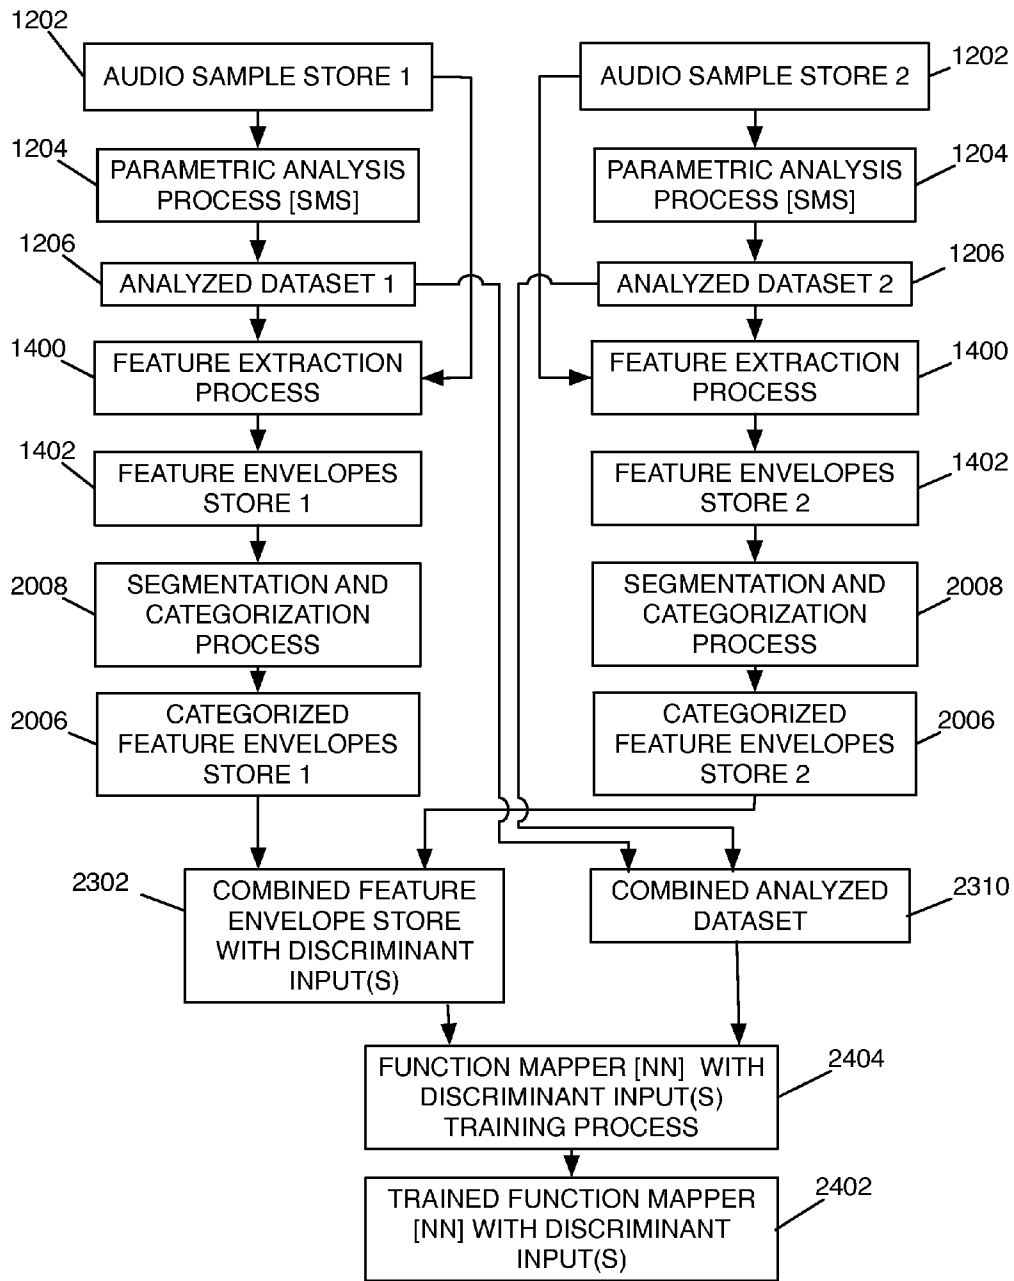 1202
AUDIO SAMPLE STORE 1
AUDIO SAMPLE STORE 2
1202
1204
PARAMETRIC ANALYSIS
PROCESS [SMS]
PARAMETRIC ANALYSIS
PROCESS [SMS]
1204
1206
ANALYZED DATASET 1
ANALYZED DATASET 2
1206
1400
FEATURE EXTRACTION
PROCESS
FEATURE EXTRACTION
PROCESS
1400
1402
FEATURE ENVELOPES
STORE 1
FEATURE ENVELOPES
STORE 2
1402
2008
SEGMENTATION AND
CATEGORIZATION
PROCESS
SEGMENTATION AND
CATEGORIZATION
PROCESS
2008
2006
CATEGORIZED
FEATURE ENVELOPES
STORE 1
CATEGORIZED
FEATURE ENVELOPES
STORE 2
2006
2302
COMBINED FEATURE
ENVELOPE STORE
WITH DISCRIMINANT
INPUT(S)
COMBINED ANALYZED
DATASET
2310
FUNCTION MAPPER [NN] WITH
DISCRIMINANT INPUT(S)
TRAINING PROCESS
2404
TRAINED FUNCTION MAPPER
[NN] WITH DISCRIMINANT
INPUT(S)
2402